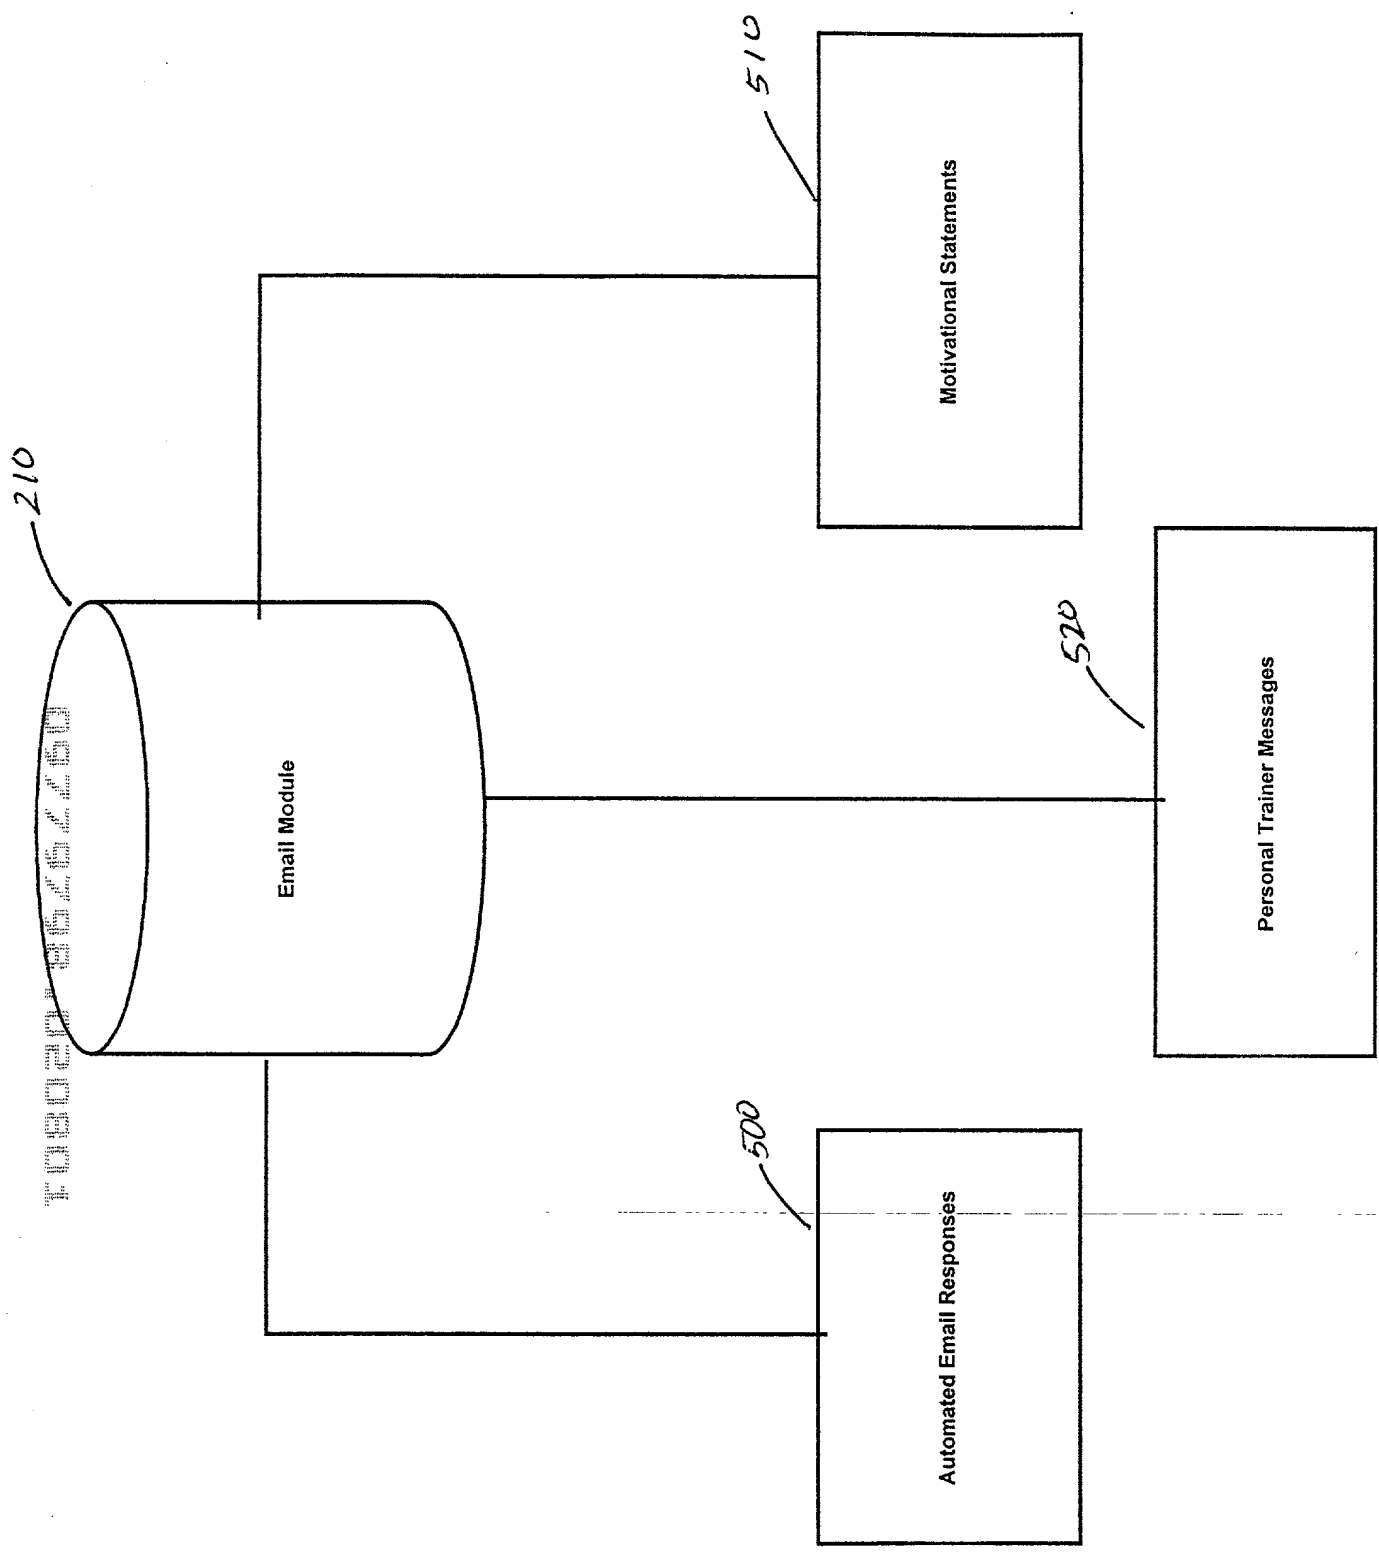 210
Email Module
500
Automated Email Responses
510
Motivational Statements
520
Personal Trainer Messages